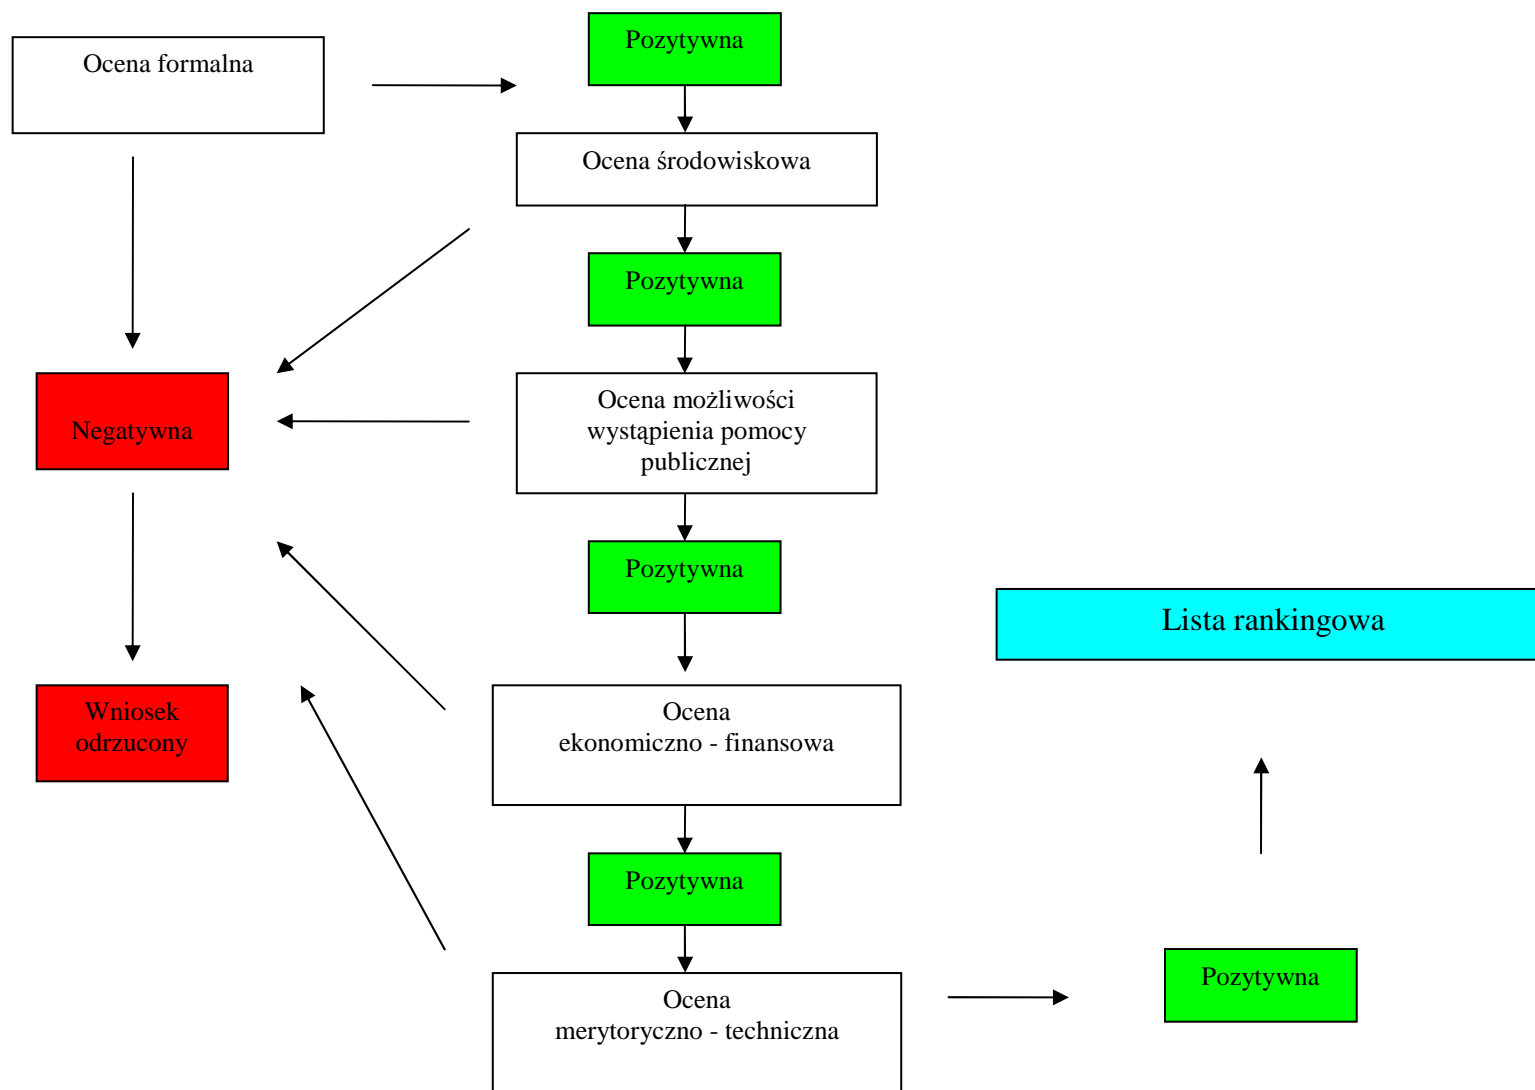 Pozytywna
Ocena formalna
Ocena środowiskowa
Pozytywna
Ocena możliwości
wystąpienia pomocy
publicznej
Negatywna
Pozytywna
Lista rankingowa
Wniosek
odrzucony
Ocena
ekonomiczno - finansowa
Pozytywna
Ocena
merytoryczno - techniczna
Pozytywna